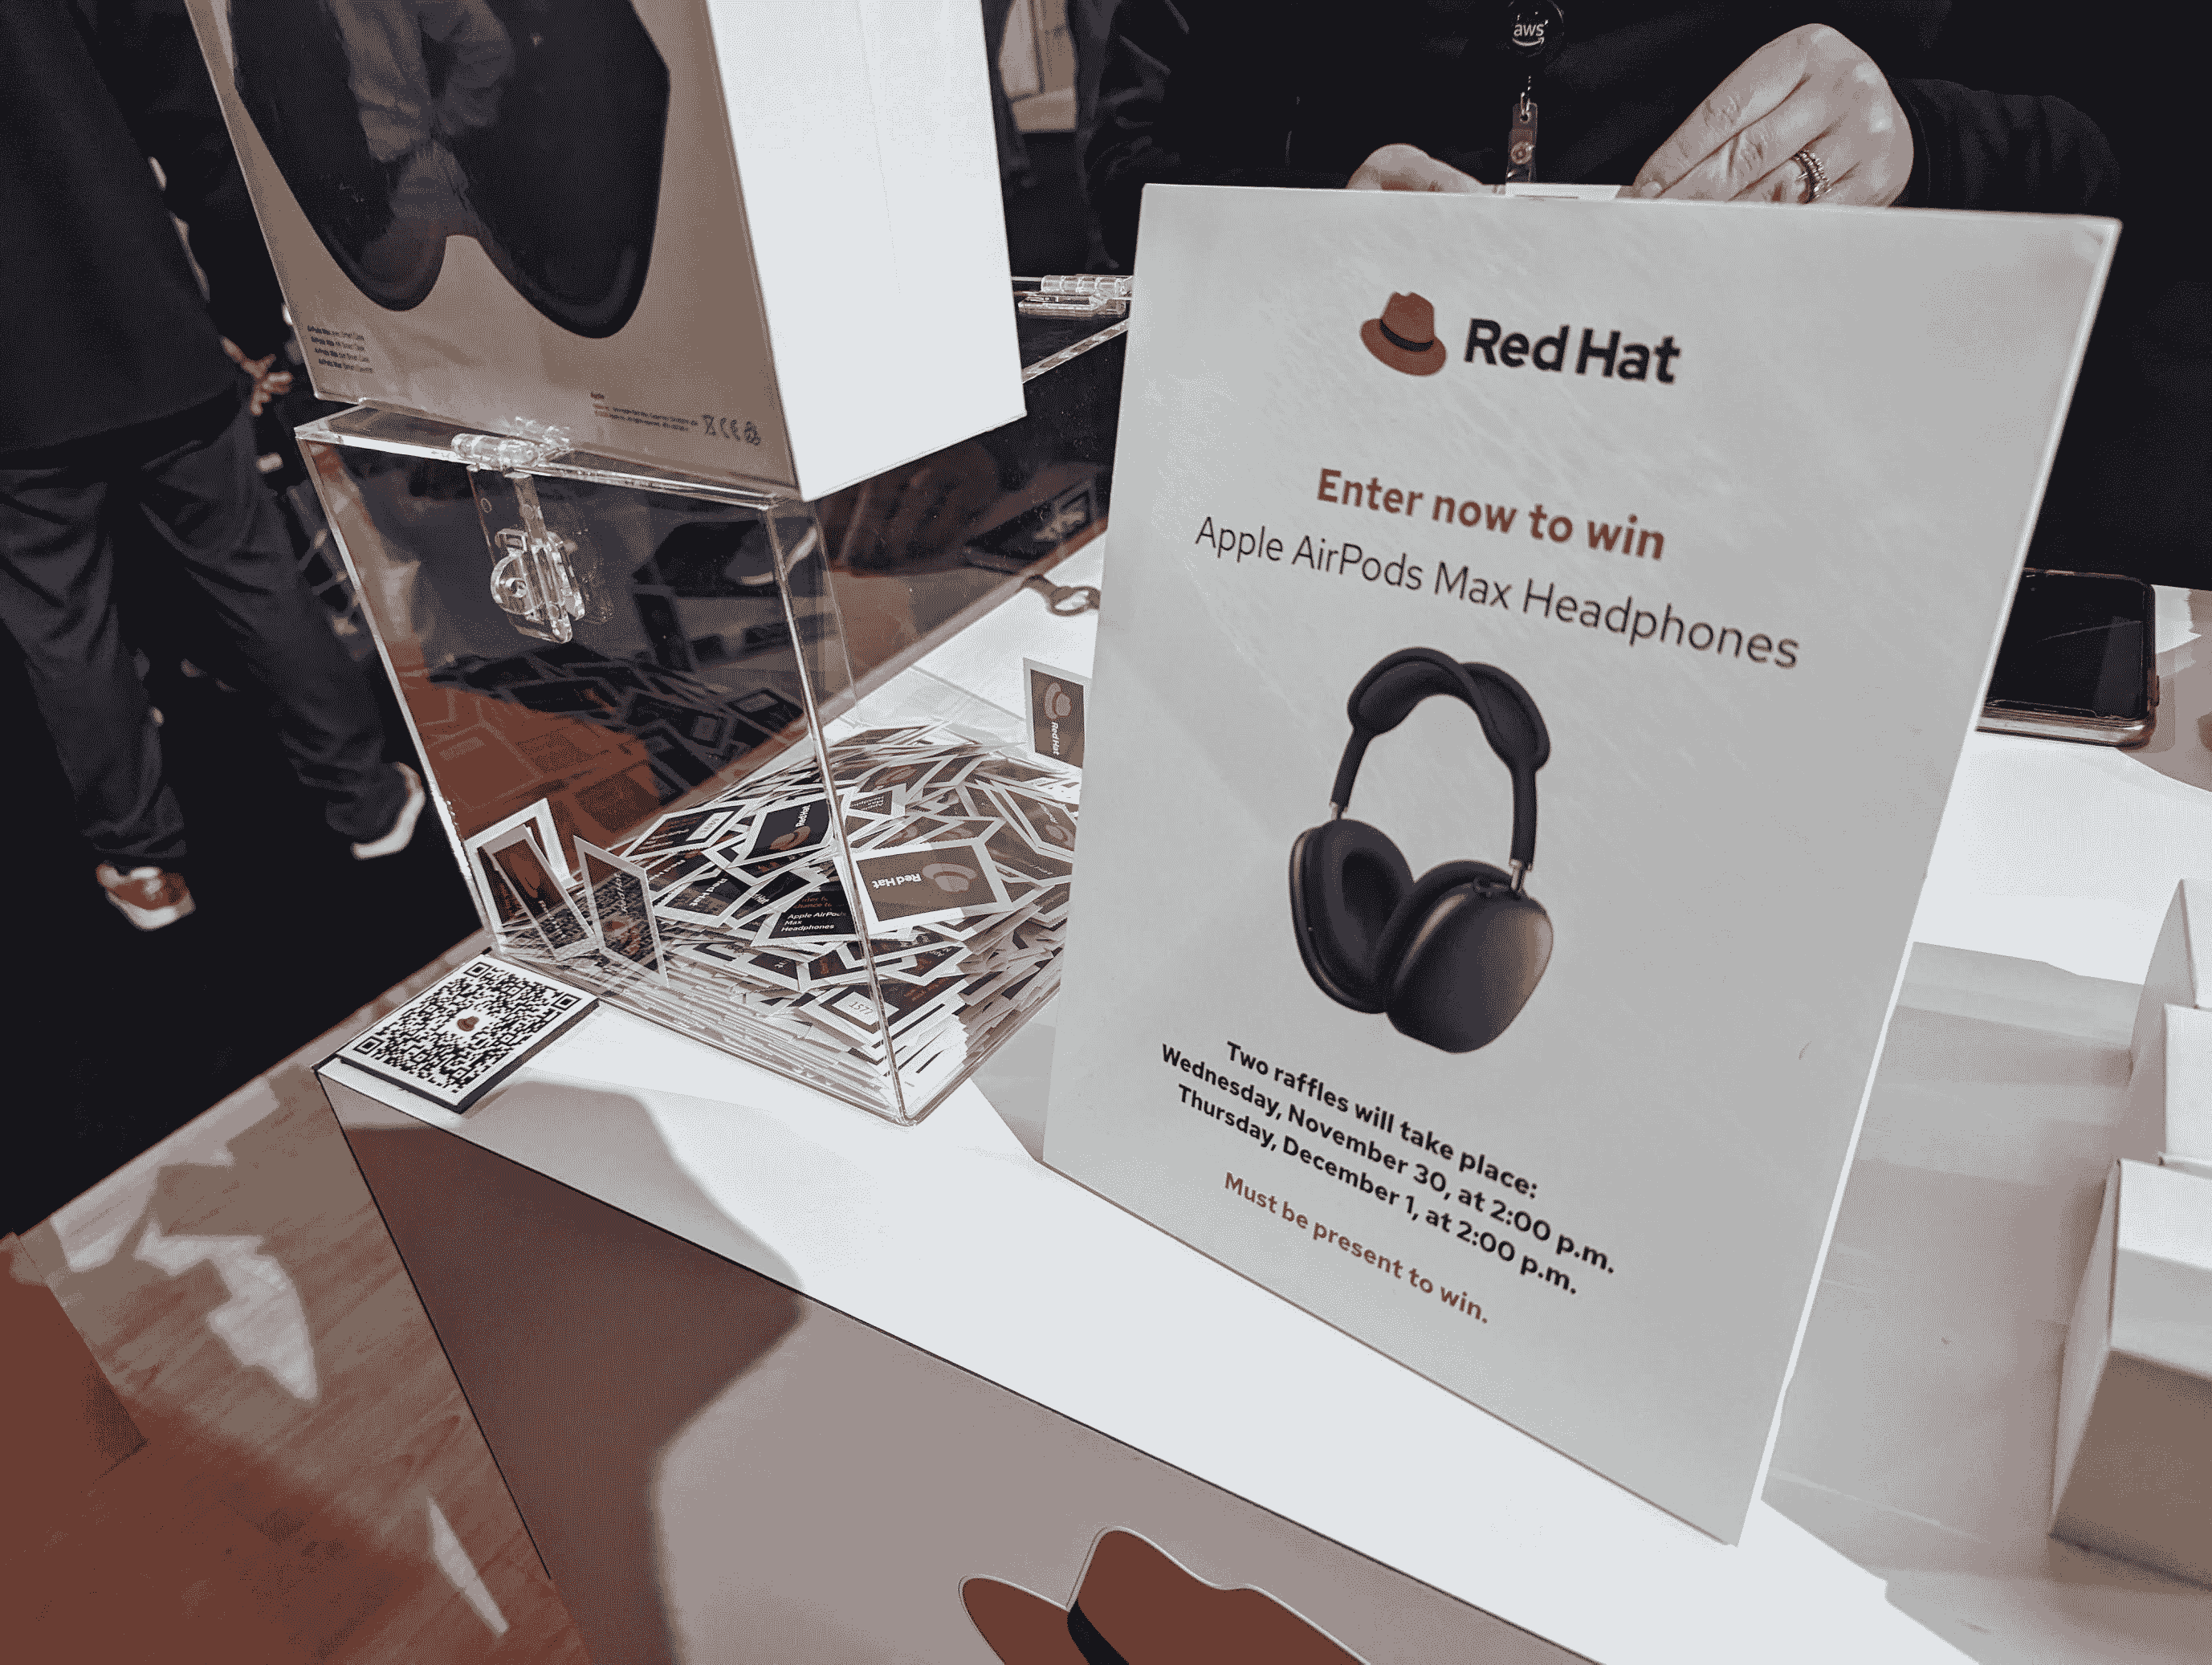 aws
Red Hat
Enter now to win
Apple AirPods Max Headphones
Two raffles will take place:
Wednesday, November 30, at 2:00 p.m.
Thursday, December 1, at 2:00 p.m.
Must be present to win.
Red Hat
Red Hat
Red Hat
Apple AirPods
Max
Headphones